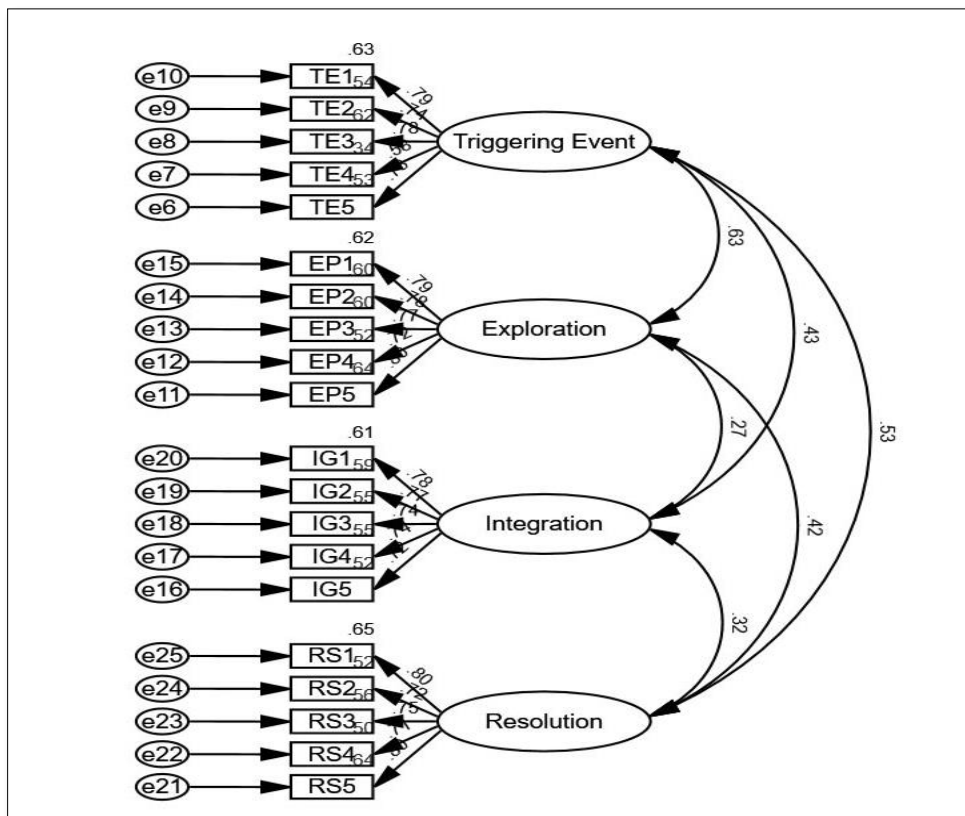 .63
e10 TE1 .54 .79
e9 TE2 .62 .74
e8 TE3 .34 .78 Triggering Event
e7 TE4 .53 .58
e6 TE5
.63
.62
e15 EP1 .60 .79
e14 EP2 .60 .78
e13 EP3 .52 .77 Exploration
e12 EP4 .64
e11 EP5
.43
.27
.53
.42
.61
e20 IG1 .59 .78
e19 IG2 .55 .77
e18 IG3 .55 .74 Integration
e17 IG4 .52
e16 IG5
.32
.65
e25 RS1 .52 .80
e24 RS2 .56 .72
e23 RS3 .50 .75 Resolution
e22 RS4 .64
e21 RS5